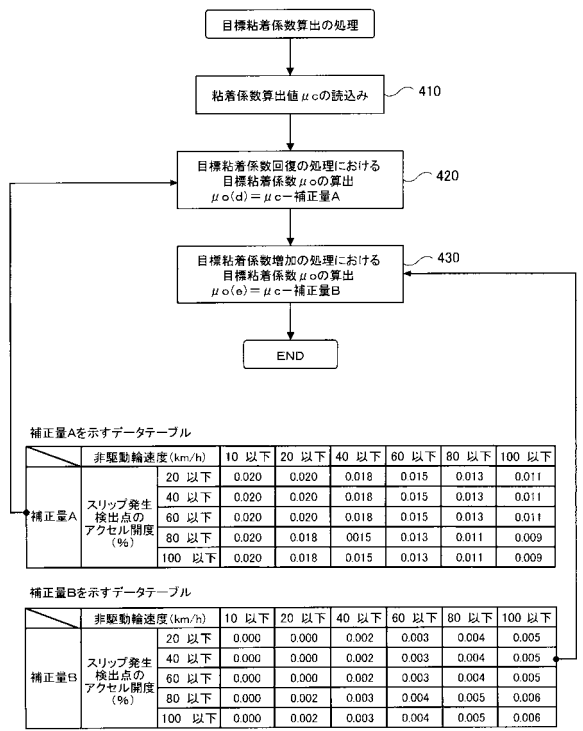 目標粘着係数算出の処理
粘着係数算出値μcの読込み
410
目標粘着係数回復の処理における
目標粘着係数μoの算出
μo(d)=μc-補正量A
420
目標粘着係数増加の処理における
目標粘着係数μoの算出
μo(e)=μc-補正量B
430
END
補正量Aを示すデータテーブル
非駆動輪速度(km/h) 10 以下 20 以下 40 以下 60 以下 80 以下 100 以下
補正量A
スリップ発生
検出点の
アクセル開度
(%)
20 以下 0.020 0.020 0.018 0.015 0.013 0.011
40 以下 0.020 0.020 0.018 0.015 0.013 0.011
60 以下 0.020 0.020 0.018 0.015 0.013 0.011
80 以下 0.020 0.018 0015 0.013 0.011 0.009
100 以下 0.020 0.018 0.015 0.013 0.011 0.009
補正量Bを示すデータテーブル
非駆動輪速度(km/h) 10 以下 20 以下 40 以下 60 以下 80 以下 100 以下
補正量B
スリップ発生
検出点の
アクセル開度
(%)
20 以下 0.000 0.000 0.002 0.003 0.004 0.005
40 以下 0.000 0.000 0.002 0.003 0.004 0.005
60 以下 0.000 0.000 0.002 0.003 0.004 0.005
80 以下 0.000 0.002 0.003 0.004 0.005 0.006
100 以下 0.000 0.002 0.003 0.004 0.005 0.006